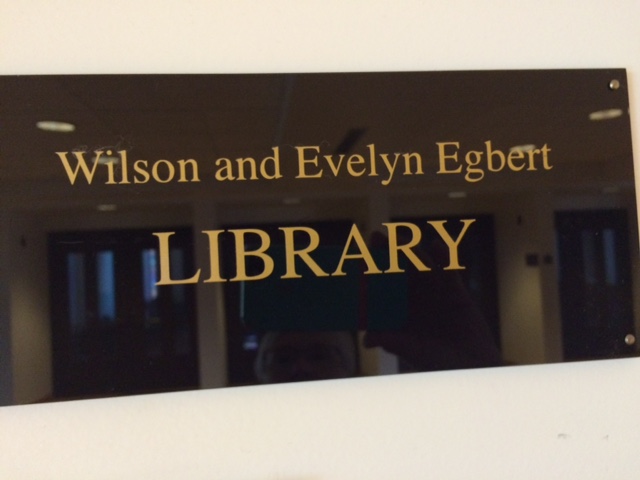 Wilson and Evelyn Egbert
LIBRARY